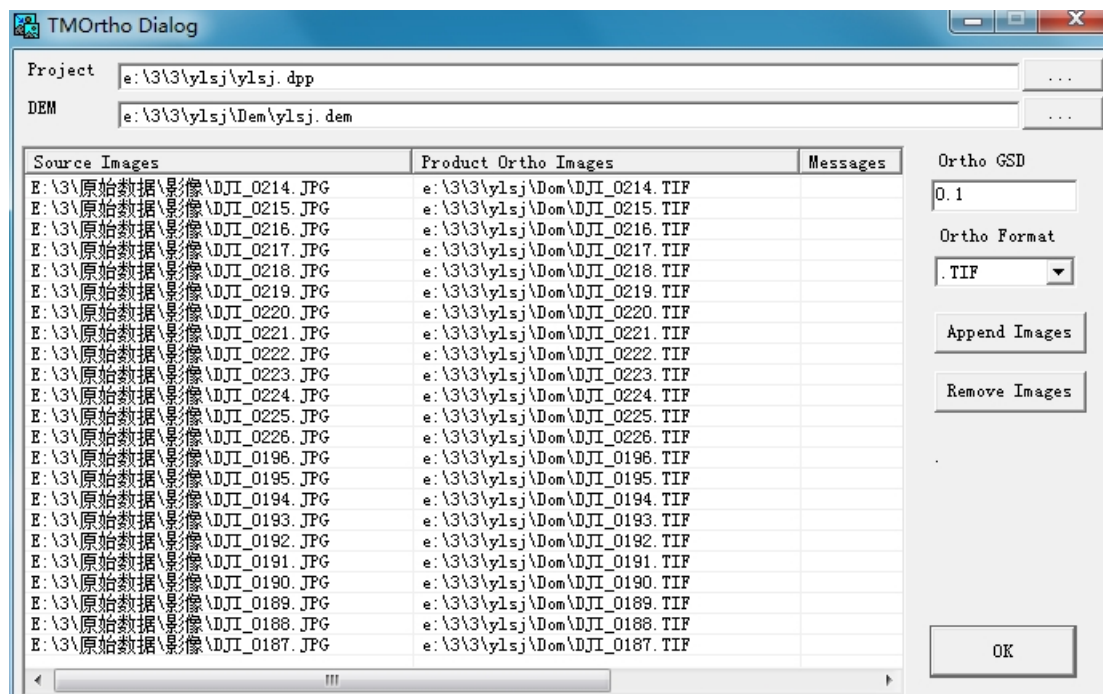 TMOrtho Dialog
Project e:\3\3\ylsj\ylsj.dpp ...
DEM e:\3\3\ylsj\Dem\ylsj.dem ...
Source Images Product Ortho Images Messages Ortho GSD
E:\3\原始数据\影像\DJI_0214.JPG e:\3\3\ylsj\Dom\DJI_0214.TIF 0.1
E:\3\原始数据\影像\DJI_0215.JPG e:\3\3\ylsj\Dom\DJI_0215.TIF
E:\3\原始数据\影像\DJI_0216.JPG e:\3\3\ylsj\Dom\DJI_0216.TIF Ortho Format
E:\3\原始数据\影像\DJI_0217.JPG e:\3\3\ylsj\Dom\DJI_0217.TIF
E:\3\原始数据\影像\DJI_0218.JPG e:\3\3\ylsj\Dom\DJI_0218.TIF .TIF
E:\3\原始数据\影像\DJI_0219.JPG e:\3\3\ylsj\Dom\DJI_0219.TIF
E:\3\原始数据\影像\DJI_0220.JPG e:\3\3\ylsj\Dom\DJI_0220.TIF
E:\3\原始数据\影像\DJI_0221.JPG e:\3\3\ylsj\Dom\DJI_0221.TIF Append Images
E:\3\原始数据\影像\DJI_0222.JPG e:\3\3\ylsj\Dom\DJI_0222.TIF
E:\3\原始数据\影像\DJI_0223.JPG e:\3\3\ylsj\Dom\DJI_0223.TIF
E:\3\原始数据\影像\DJI_0224.JPG e:\3\3\ylsj\Dom\DJI_0224.TIF Remove Images
E:\3\原始数据\影像\DJI_0225.JPG e:\3\3\ylsj\Dom\DJI_0225.TIF
E:\3\原始数据\影像\DJI_0226.JPG e:\3\3\ylsj\Dom\DJI_0226.TIF
E:\3\原始数据\影像\DJI_0196.JPG e:\3\3\ylsj\Dom\DJI_0196.TIF .
E:\3\原始数据\影像\DJI_0195.JPG e:\3\3\ylsj\Dom\DJI_0195.TIF
E:\3\原始数据\影像\DJI_0194.JPG e:\3\3\ylsj\Dom\DJI_0194.TIF
E:\3\原始数据\影像\DJI_0193.JPG e:\3\3\ylsj\Dom\DJI_0193.TIF
E:\3\原始数据\影像\DJI_0192.JPG e:\3\3\ylsj\Dom\DJI_0192.TIF
E:\3\原始数据\影像\DJI_0191.JPG e:\3\3\ylsj\Dom\DJI_0191.TIF
E:\3\原始数据\影像\DJI_0190.JPG e:\3\3\ylsj\Dom\DJI_0190.TIF
E:\3\原始数据\影像\DJI_0189.JPG e:\3\3\ylsj\Dom\DJI_0189.TIF
E:\3\原始数据\影像\DJI_0188.JPG e:\3\3\ylsj\Dom\DJI_0188.TIF
E:\3\原始数据\影像\DJI_0187.JPG e:\3\3\ylsj\Dom\DJI_0187.TIF OK